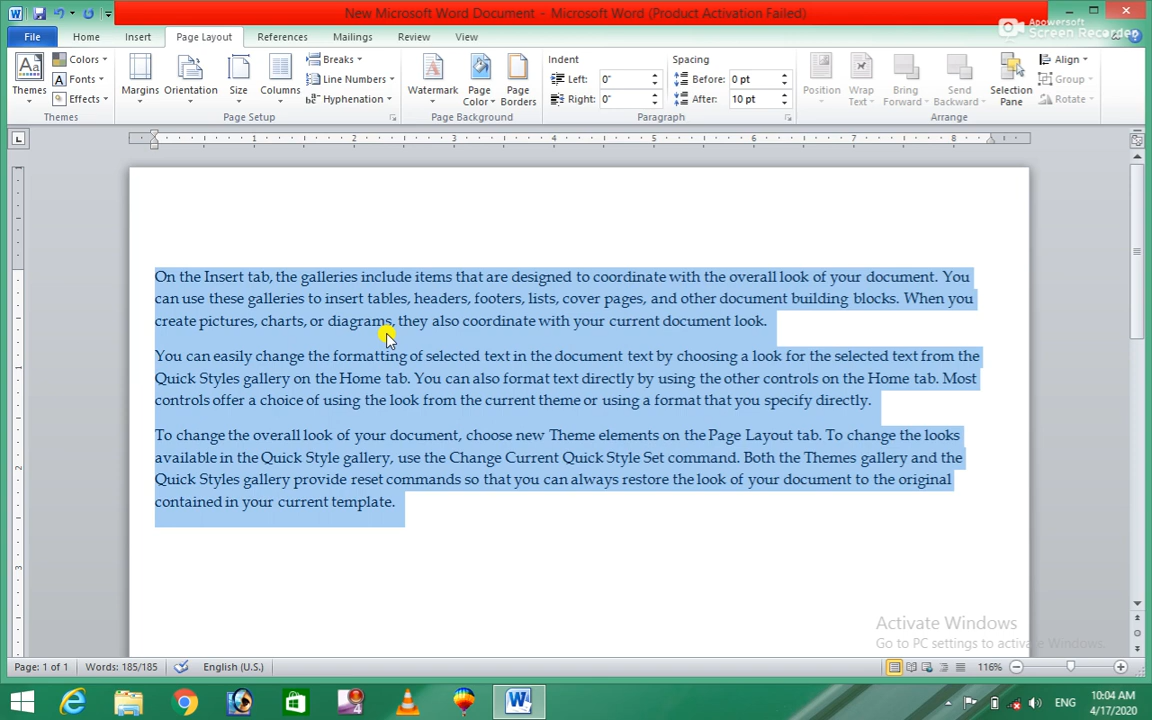 New Microsoft Word Document - Microsoft Word (Product Activation Failed)
Apowersoft
Screen Recorder
File Home Insert Page Layout References Mailings Review View
Themes
Colors
Fonts
Effects
Themes
Margins
Orientation
Size
Columns
Breaks
Line Numbers
Hyphenation
Page Setup
Watermark
Page Color
Page Borders
Page Background
Indent
Left: 0"
Right: 0"
Spacing
Before: 0 pt
After: 10 pt
Paragraph
Position
Wrap Text
Bring Forward
Send Backward
Selection Pane
Align
Group
Rotate
Arrange
1 2 3 4 5 6 7 8
On the Insert tab, the galleries include items that are designed to coordinate with the overall look of your document. You
can use these galleries to insert tables, headers, footers, lists, cover pages, and other document building blocks. When you
create pictures, charts, or diagrams, they also coordinate with your current document look.
You can easily change the formatting of selected text in the document text by choosing a look for the selected text from the
Quick Styles gallery on the Home tab. You can also format text directly by using the other controls on the Home tab. Most
controls offer a choice of using the look from the current theme or using a format that you specify directly.
To change the overall look of your document, choose new Theme elements on the Page Layout tab. To change the looks
available in the Quick Style gallery, use the Change Current Quick Style Set command. Both the Themes gallery and the
Quick Styles gallery provide reset commands so that you can always restore the look of your document to the original
contained in your current template.
1
2
3
Activate Windows
Go to PC settings to activate Windows.
Page: 1 of 1 Words: 185/185 English (U.S.) 116%
ENG
10:04 AM
4/17/2020